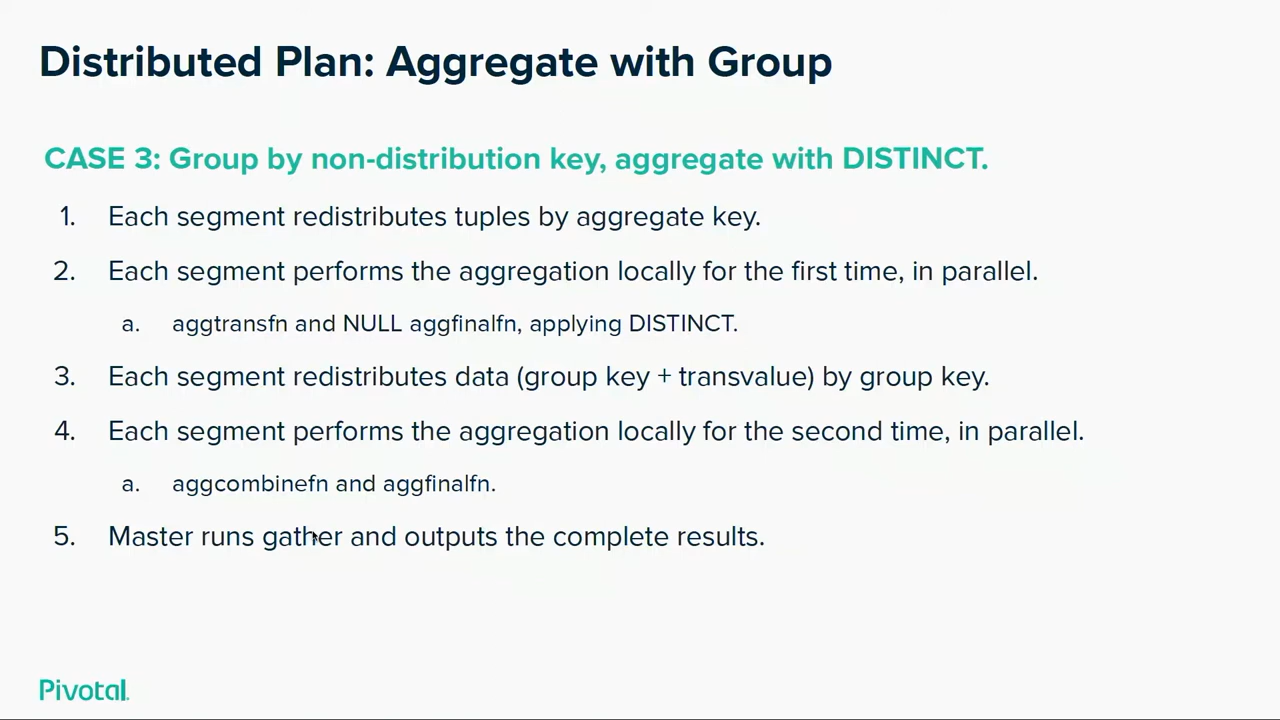 Distributed Plan: Aggregate with Group
CASE 3: Group by non-distribution key, aggregate with DISTINCT.
1. Each segment redistributes tuples by aggregate key.
2. Each segment performs the aggregation locally for the first time, in parallel.
a. aggtransfn and NULL aggfinalfn, applying DISTINCT.
3. Each segment redistributes data (group key + transvalue) by group key.
4. Each segment performs the aggregation locally for the second time, in parallel.
a. aggcombinefn and aggfinalfn.
5. Master runs gather and outputs the complete results.
Pivotal.